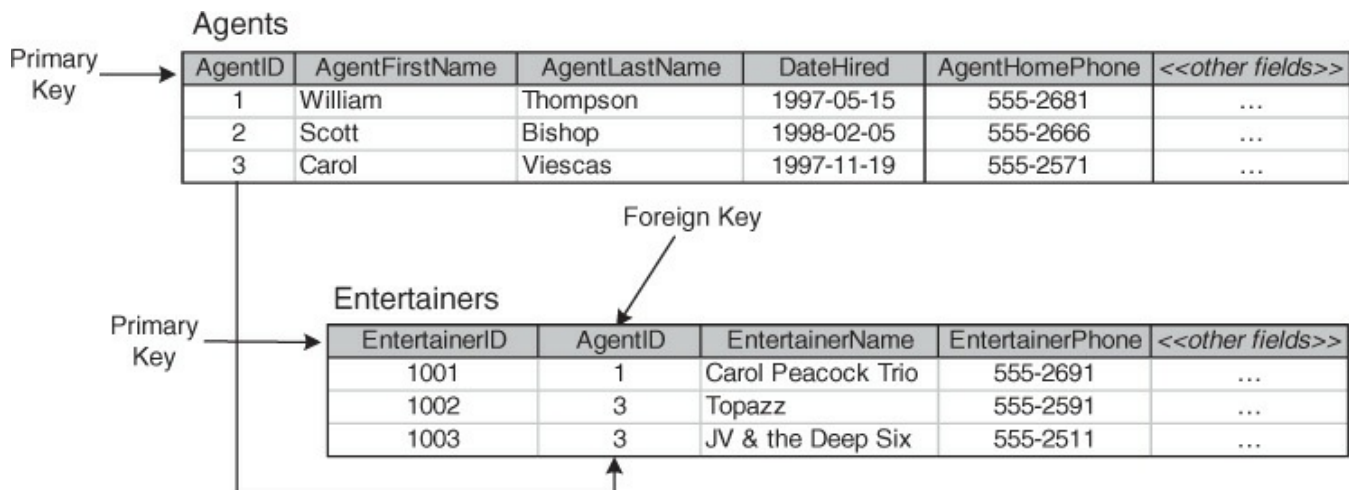 Agents
Primary Key
AgentID AgentFirstName AgentLastName DateHired AgentHomePhone <<other fields>>
1 William Thompson 1997-05-15 555-2681 ...
2 Scott Bishop 1998-02-05 555-2666 ...
3 Carol Viescas 1997-11-19 555-2571 ...
Foreign Key
Entertainers
Primary Key
EntertainerID AgentID EntertainerName EntertainerPhone <<other fields>>
1001 1 Carol Peacock Trio 555-2691 ...
1002 3 Topazz 555-2591 ...
1003 3 JV & the Deep Six 555-2511 ...